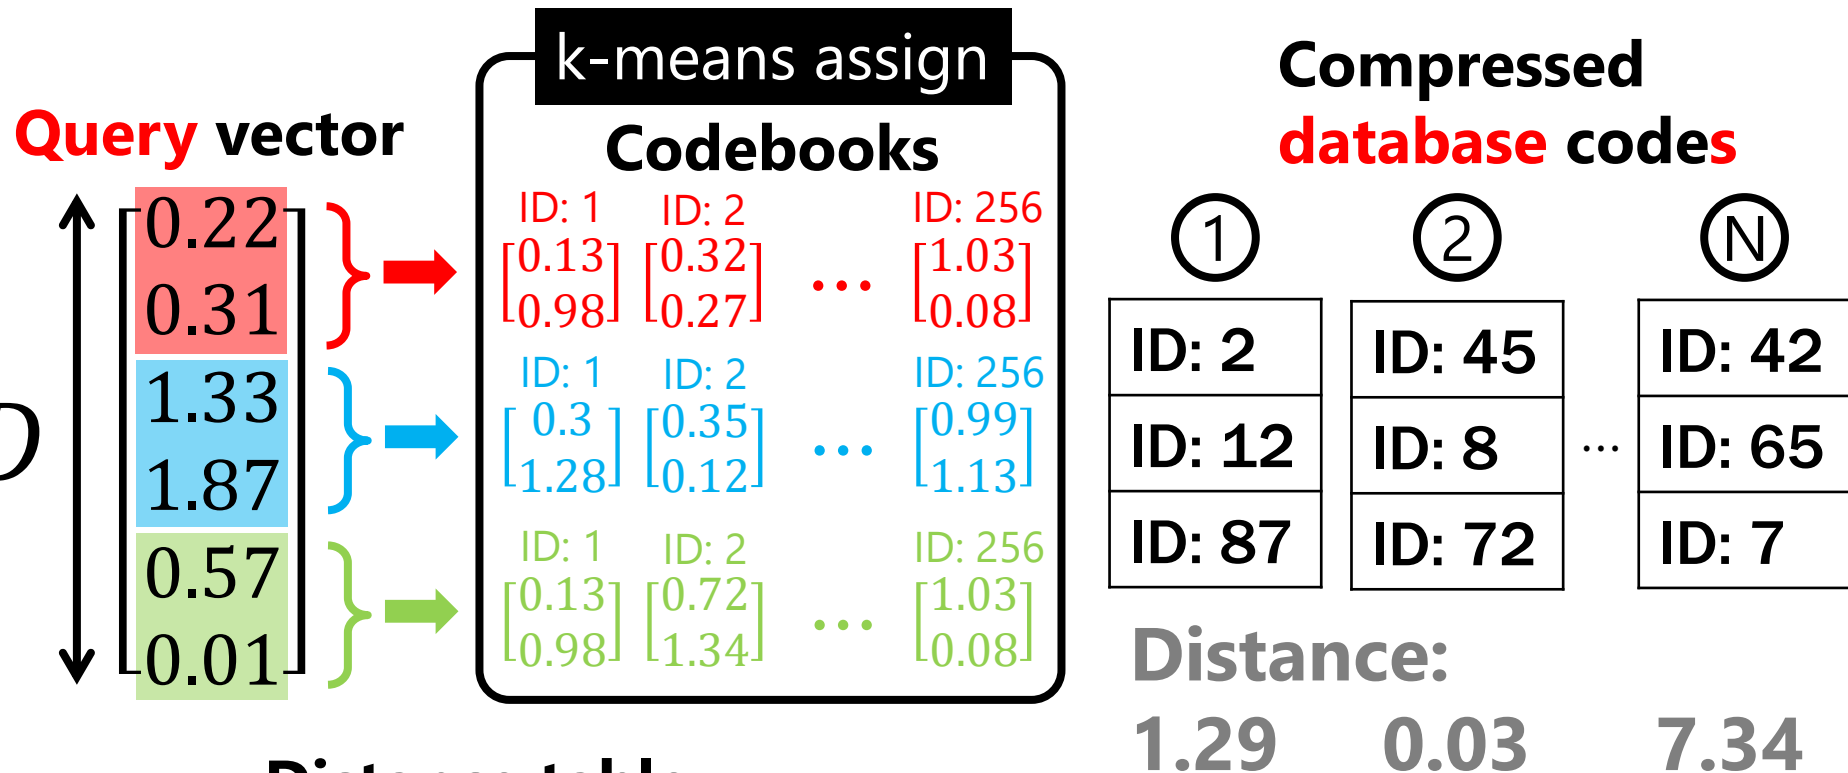 k-means assign
Query vector
Codebooks
Compressed
database codes
D
0.22
0.31
1.33
1.87
0.57
0.01
ID: 1 ID: 2 ID: 256
0.13 0.32 ... 1.03
0.98 0.27 0.08
ID: 1 ID: 2 ID: 256
0.3 0.35 ... 0.99
1.28 0.12 1.13
ID: 1 ID: 2 ID: 256
0.13 0.72 ... 1.03
0.98 1.34 0.08
1 2 N
ID: 2 ID: 45 ID: 42
ID: 12 ID: 8 ... ID: 65
ID: 87 ID: 72 ID: 7
Distance:
1.29 0.03 7.34
Distance table